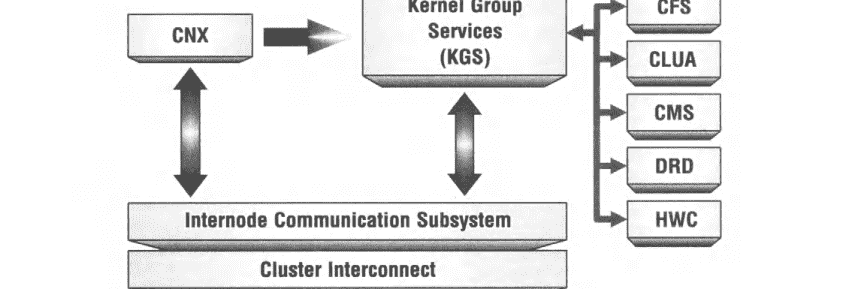 CNX
Kernel Group
Services
(KGS)
CFS
CLUA
CMS
DRD
HWC
Internode Communication Subsystem
Cluster Interconnect